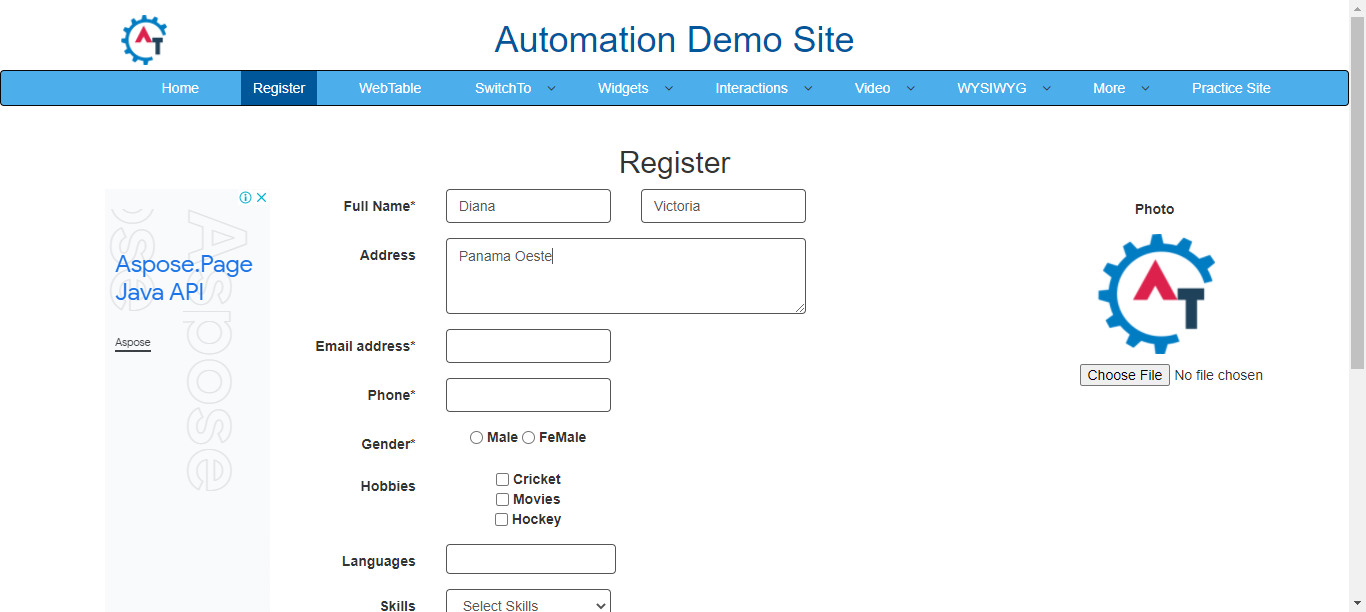 Automation Demo Site
Home Register WebTable SwitchTo Widgets Interactions Video WYSIWYG More Practice Site
Register
Full Name* Diana Victoria
Address Panama Oeste
Email address*
Phone*
Gender* Male FeMale
Hobbies Cricket
Movies
Hockey
Languages
Skills Select Skills
Photo
AT
Choose File No file chosen
Aspose.Page
Java API
Aspose
Aspose